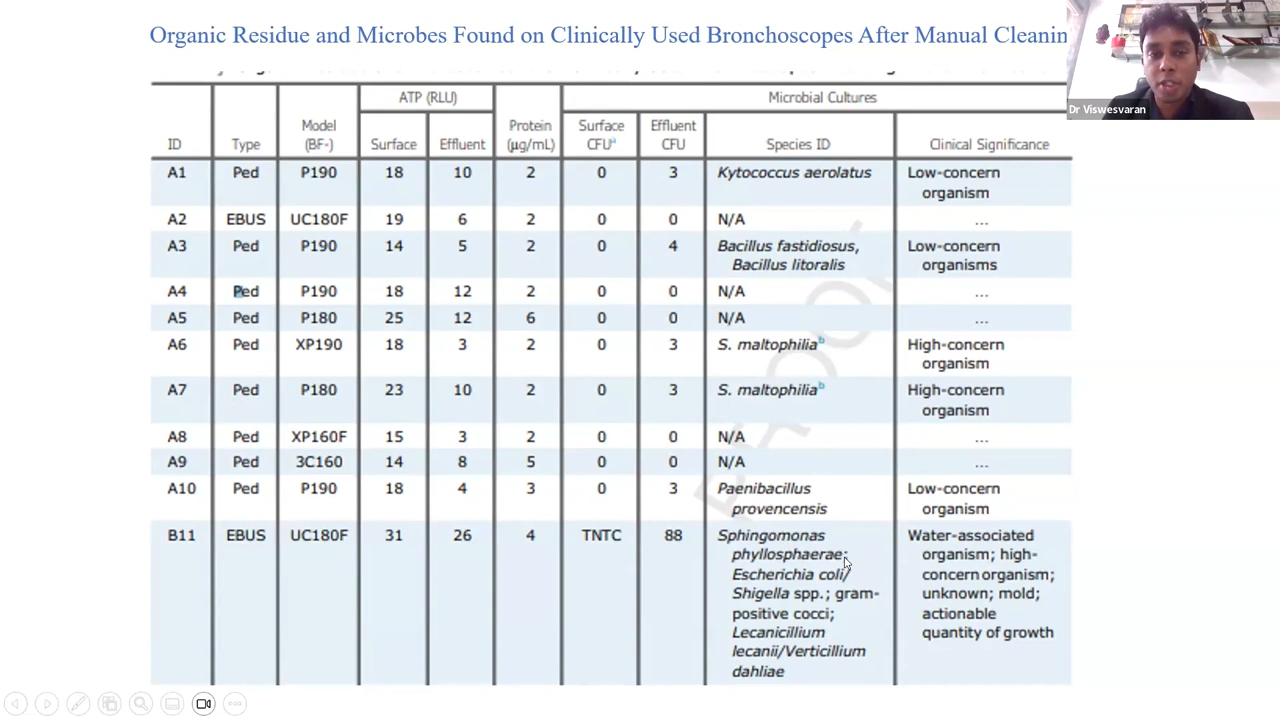 Organic Residue and Microbes Found on Clinically Used Bronchoscopes After Manual Cleanin
Dr Viswesvaran
ATP (RLU) Microbial Cultures
ID Type Model (BF-) Surface Effluent Protein (µg/mL) Surface CFUa Effluent CFU Species ID Clinical Significance
A1 Ped P190 18 10 2 0 3 Kytococcus aerolatus Low-concern
organism
A2 EBUS UC180F 19 6 2 0 0 N/A ...
A3 Ped P190 14 5 2 0 4 Bacillus fastidiosus, Low-concern
Bacillus litoralis organisms
A4 Ped P190 18 12 2 0 0 N/A ...
A5 Ped P180 25 12 6 0 0 N/A ...
A6 Ped XP190 18 3 2 0 3 S. maltophiliab High-concern
organism
A7 Ped P180 23 10 2 0 3 S. maltophiliab High-concern
organism
A8 Ped XP160F 15 3 2 0 0 N/A ...
A9 Ped 3C160 14 8 5 0 0 N/A ...
A10 Ped P190 18 4 3 0 3 Paenibacillus Low-concern
provencensis organism
B11 EBUS UC180F 31 26 4 TNTC 88 Sphingomonas Water-associated
phyllosphaerae; organism; high-
Escherichia coli/ concern organism;
Shigella spp.; gram- unknown; mold;
positive cocci; actionable
Lecanicillium quantity of growth
lecanii/Verticillium
dahliae